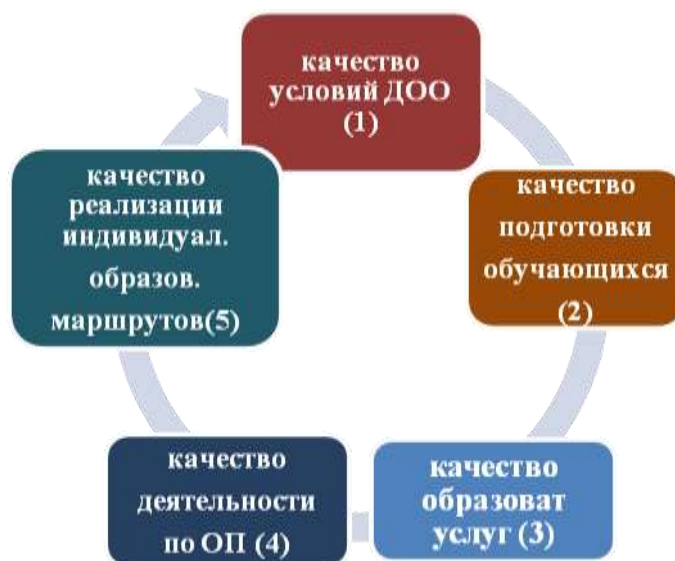 качество
условий ДОО
(1)
качество
подготовки
обучающихся
(2)
качество
образоват
услуг (3)
качество
деятельности
по ОП (4)
качество
реализации
индивидуал.
образов.
маршрутов(5)